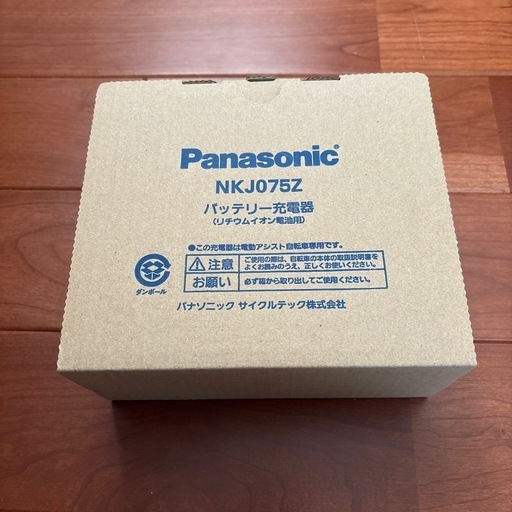 Panasonic
NKJ075Z
バッテリー充電器
(リチウムイオン電池用)
●この充電器は電動アシスト自転車専用です。
注意 ご使用の際は、自転車の本体の取扱説明書を
よくお読みのうえ、正しくお使いください。
お願い 必ず箱から取り出してご使用ください。
ダンボール
パナソニック サイクルテック株式会社